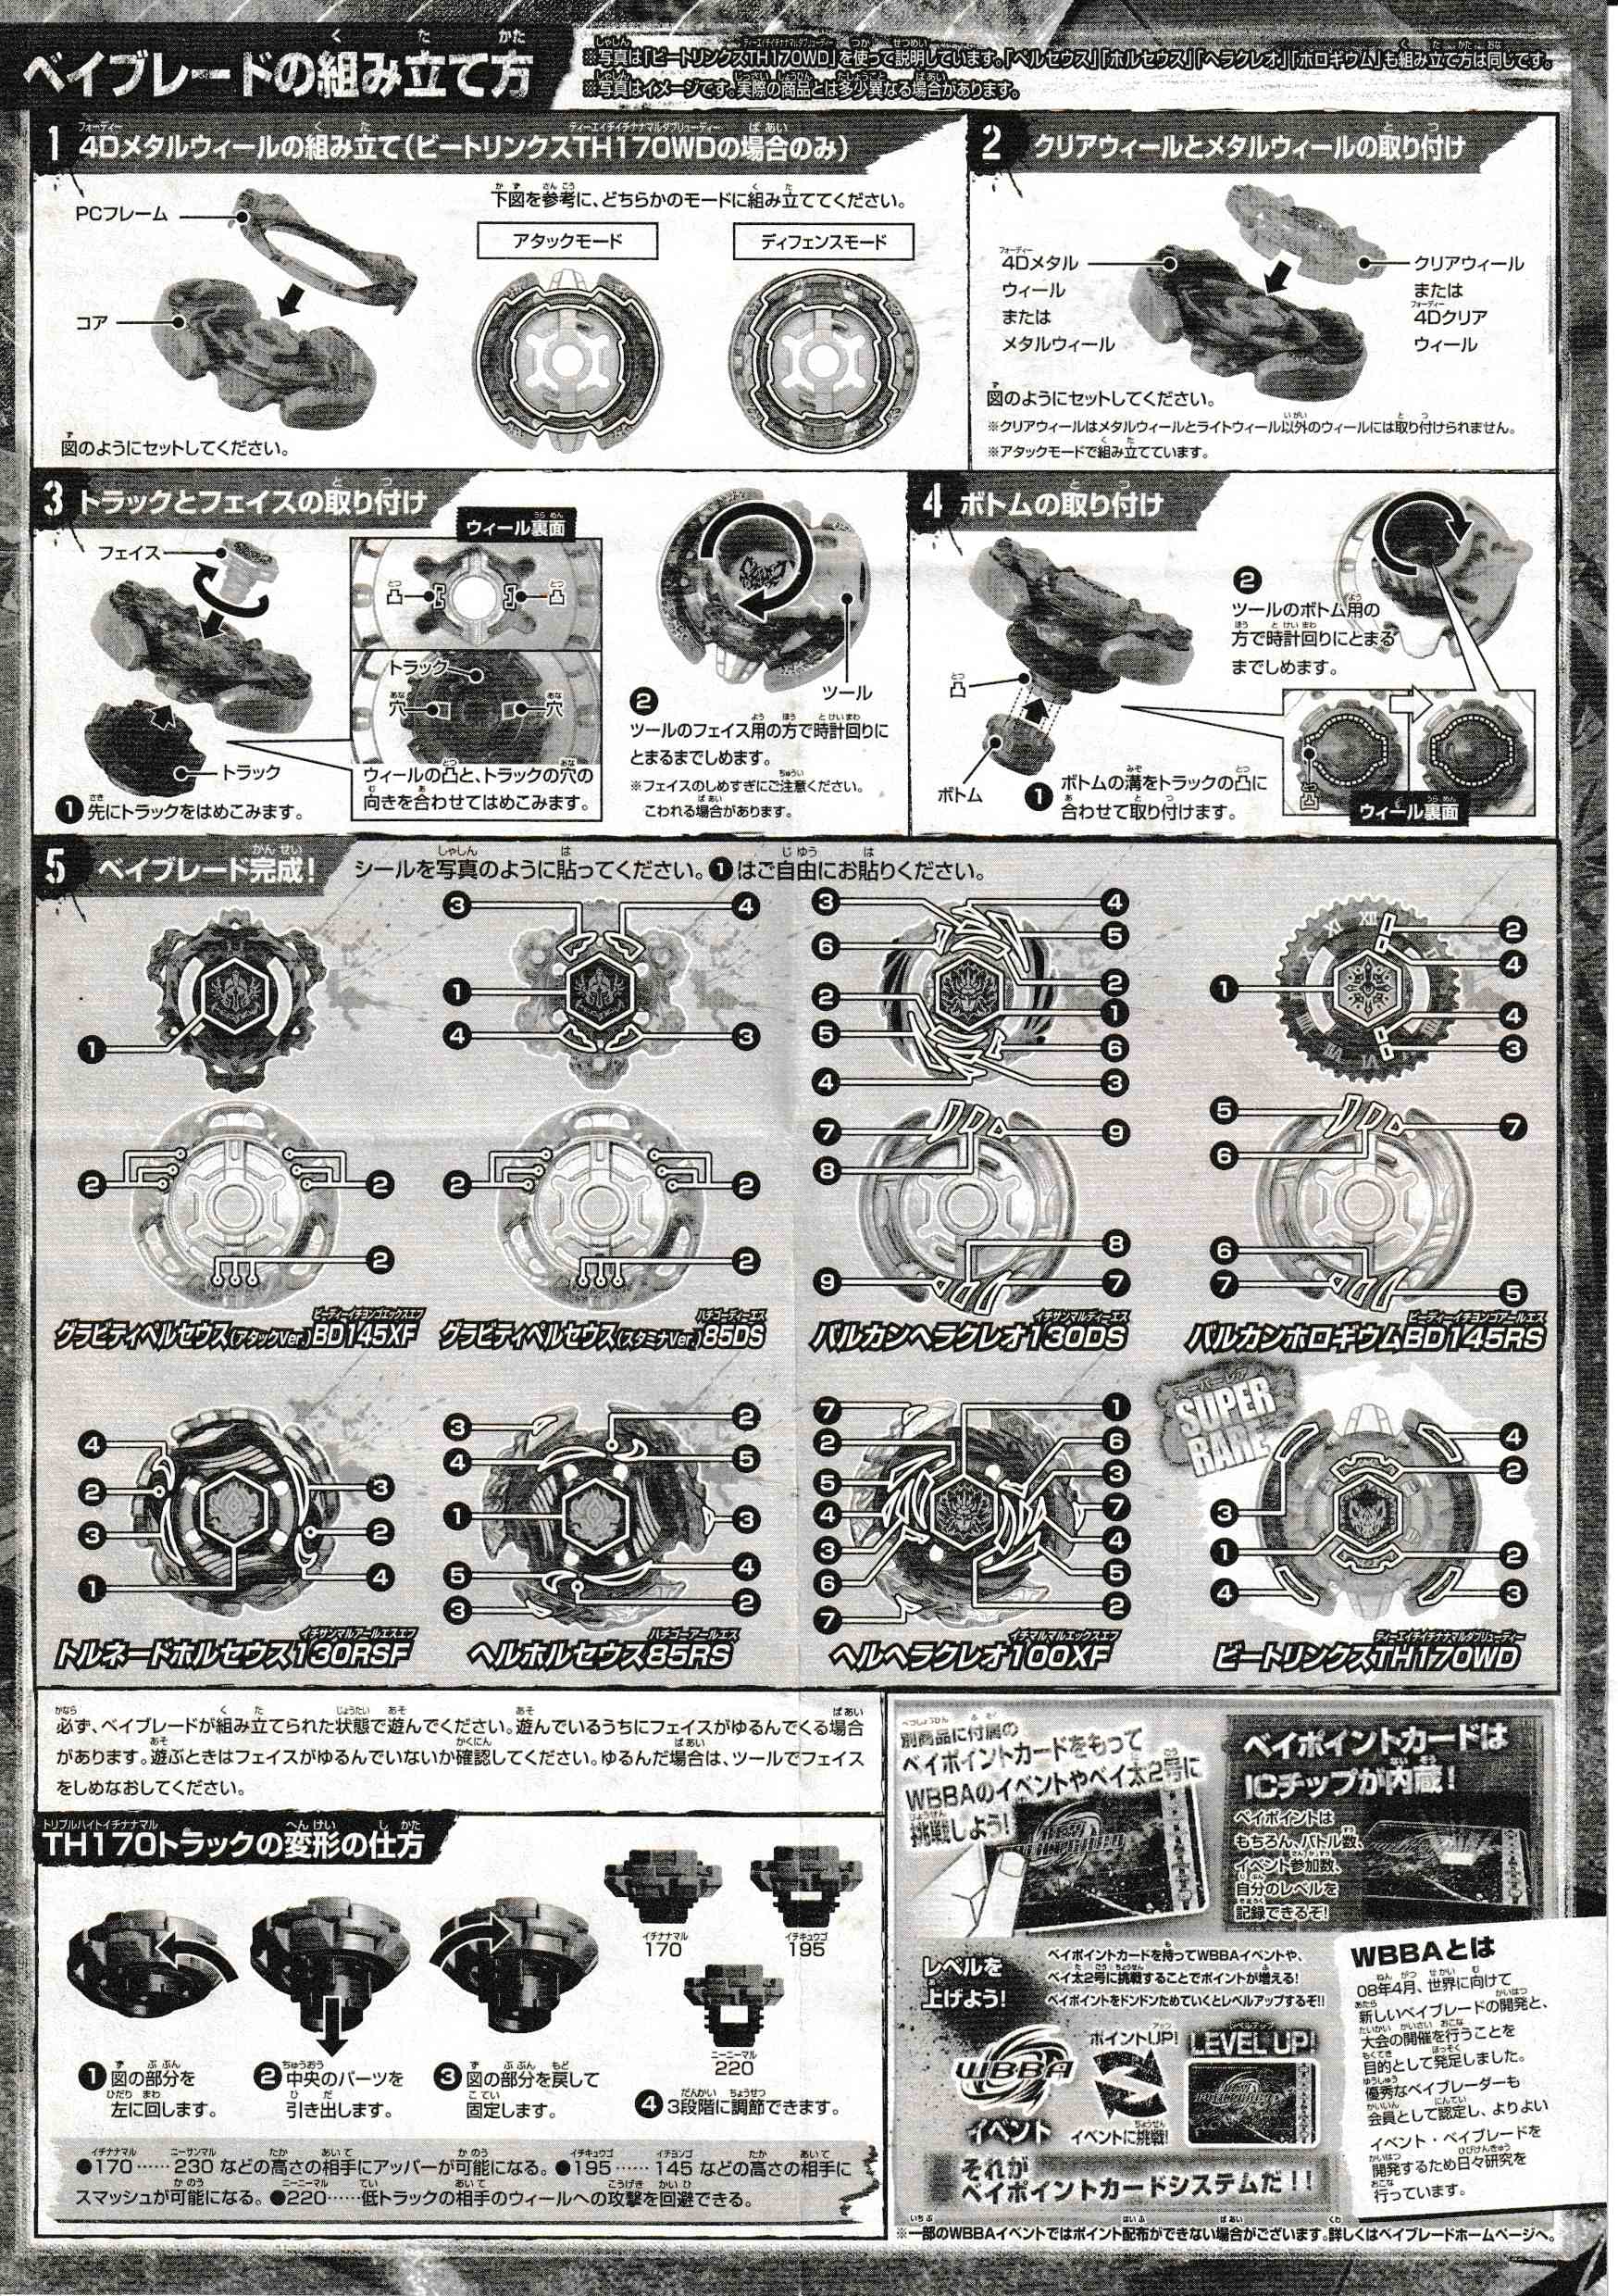 ベイブレードの組み立て方
※写真は「ビートリンクスTH170WD」を使って説明しています。「ペルセウス」「ホルセウス」「ヘラクレオ」「ホロギウム」も組み立て方は同じです。
※写真はイメージです。実際の商品とは多少異なる場合があります。
1 4Dメタルウィールの組み立て（ビートリンクスTH170WDの場合のみ）
PCフレーム
コア
下図を参考に、どちらかのモードに組み立ててください。
アタックモード
ディフェンスモード
図のようにセットしてください。
2 クリアウィールとメタルウィールの取り付け
4Dメタル
ウィール
または
メタルウィール
クリアウィール
または
4Dクリア
ウィール
図のようにセットしてください。
※クリアウィールはメタルウィールとライトウィール以外のウィールには取り付けられません。
※アタックモードで組み立てています。
3 トラックとフェイスの取り付け
フェイス
トラック
❶先にトラックをはめこみます。
ウィール裏面
凸 凸
トラック
穴 穴
ウィールの凸と、トラックの穴の
向きを合わせてはめこみます。
ツール
❷
ツールのフェイス用の方で時計回りに
とまるまでしめます。
※フェイスのしめすぎにご注意ください。
こわれる場合があります。
4 ボトムの取り付け
凸
ボトム
❶ ボトムの溝をトラックの凸に
合わせて取り付けます。
❷
ツールのボトム用の
方で時計回りにとまる
までしめます。
凸
ウィール裏面
5 ベイブレード完成!
シールを写真のように貼ってください。❶はご自由にお貼りください。
グラビティペルセウス(アタックVer.)BD145XF
グラビティペルセウス(スタミナVer.)85DS
バルカンヘラクレオ130DS
バルカンホロギウムBD145RS
スーパーレア
SUPER
RARE
トルネードホルセウス130RSF
ヘルホルセウス85RS
ヘルヘラクレオ100XF
ビートリンクスTH170WD
必ず、ベイブレードが組み立てられた状態で遊んでください。遊んでいるうちにフェイスがゆるんでくる場合
があります。遊ぶときはフェイスがゆるんでいないか確認してください。ゆるんだ場合は、ツールでフェイス
をしめなおしてください。
TH170トラックの変形の仕方
❶図の部分を
左に回します。
❷中央のパーツを
引き出します。
❸図の部分を戻して
固定します。
170
195
220
❹3段階に調節できます。
●170……230 などの高さの相手にアッパーが可能になる。●195……145 などの高さの相手に
スマッシュが可能になる。●220……低トラックの相手のウィールへの攻撃を回避できる。
別商品に付属の
ベイポイントカードをもって
WBBAのイベントやベイ太2号に
挑戦しよう!
ベイポイントカードは
ICチップが内蔵!
ベイポイントは
もちろん、バトル数、
イベント参加数、
自分のレベルを
記録できるぞ!
レベルを
上げよう!
ベイポイントカードを持ってWBBAイベントや、
ベイ太2号に挑戦することでポイントが増える!
ベイポイントをドンドンためていくとレベルアップするぞ!!
WBBA
イベント
ポイントUP!
イベントに挑戦!
LEVEL UP!
それが
ベイポイントカードシステムだ!!
WBBAとは
08年4月、世界に向けて
新しいベイブレードの開発と、
大会の開催を行うことを
目的として発足しました。
優秀なベイブレーダーも
会員として認定し、よりよい
イベント・ベイブレードを
開発するため日々研究を
行っています。
※一部のWBBAイベントではポイント配布ができない場合がございます。詳しくはベイブレードホームページへ。